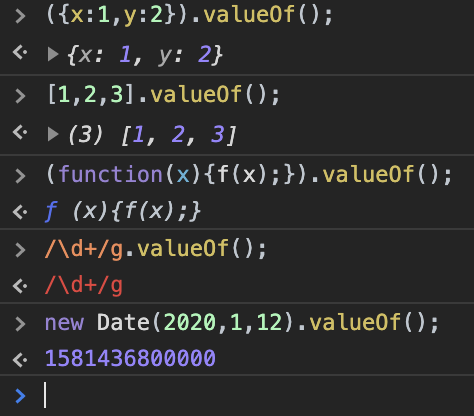 ({x:1,y:2}).valueOf();
{x: 1, y: 2}
[1,2,3].valueOf();
(3) [1, 2, 3]
(function(x){f(x);}).valueOf();
ƒ (x){f(x);}
/\d+/g.valueOf();
/\d+/g
new Date(2020,1,12).valueOf();
1581436800000